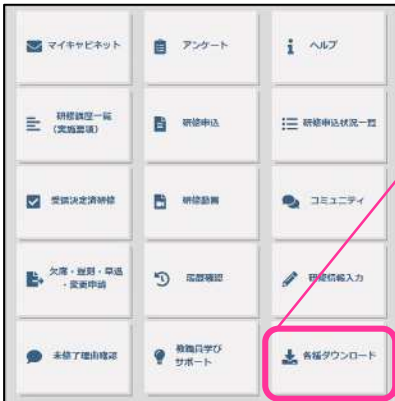 マイキャビネット
アンケート
ヘルプ
研修講座一覧
(実施要項)
研修申込
研修申込状況一覧
受講決定済研修
研修動画
コミュニティ
欠席・遅刻・早退
・変更申請
履歴確認
研修情報入力
未修了理由確認
教職員学び
サポート
各種ダウンロード